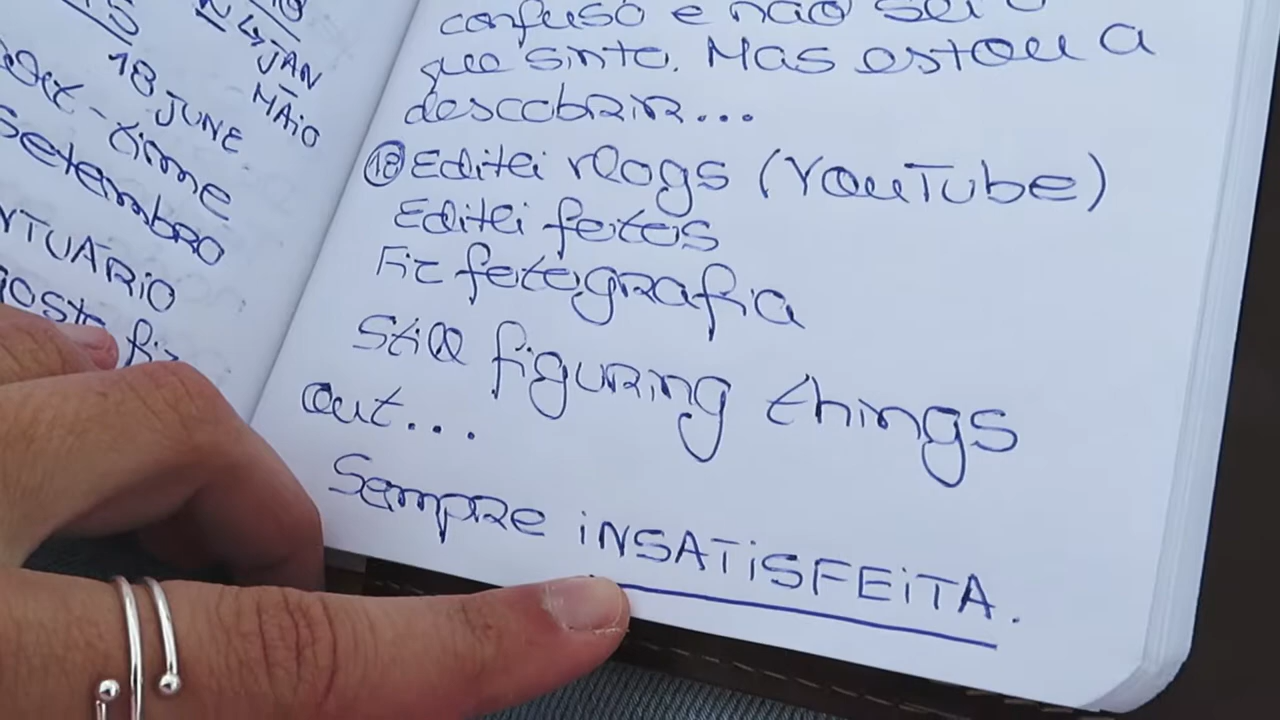 JAN
MAiO
18 JUNE
time
Setembro
confuso e não sei o
que sinto. Mas estou a
descobrir...
18 Editei vlogs (YouTube)
Editei fotos
Fiz fotografia
Still figuring things
out...
Sempre iNSATiSFEiTA.